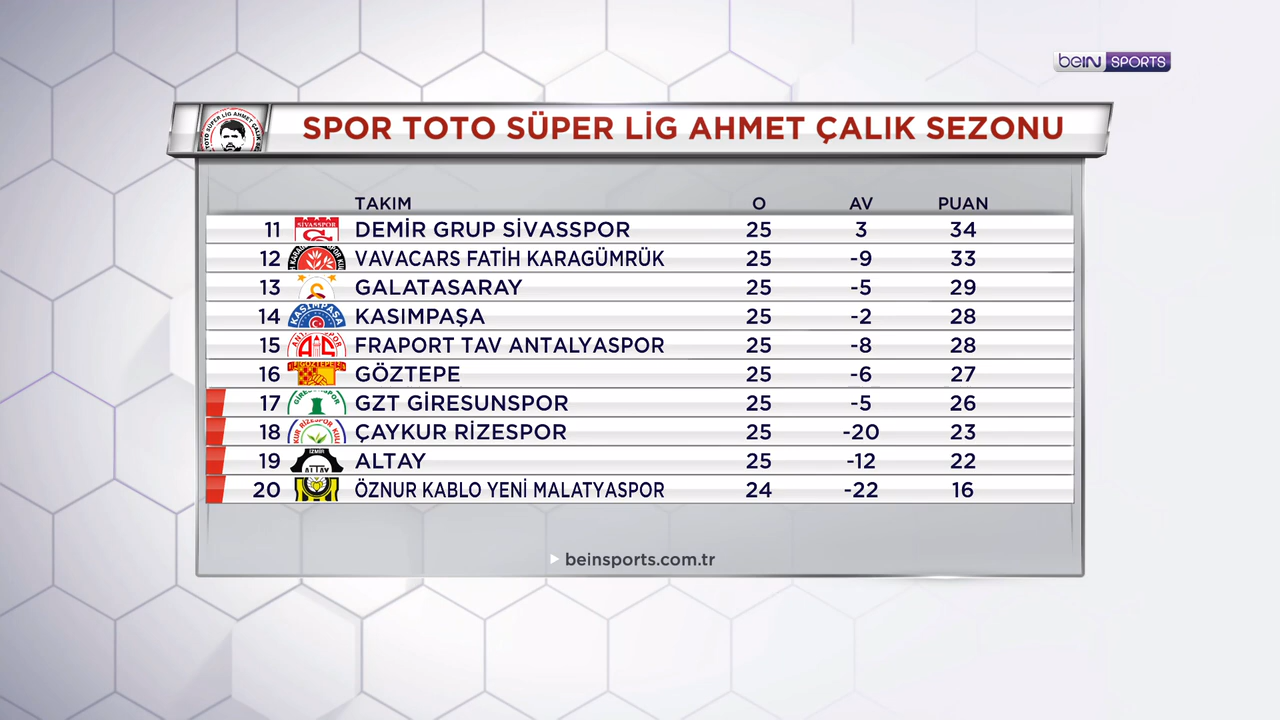 beIN SPORTS
SPOR TOTO SÜPER LİG AHMET ÇALIK SEZONU
TAKIM O AV PUAN
11 DEMİR GRUP SİVASSPOR 25 3 34
12 VAVACARS FATİH KARAGÜMRÜK 25 -9 33
13 GALATASARAY 25 -5 29
14 KASIMPAŞA 25 -2 28
15 FRAPORT TAV ANTALYASPOR 25 -8 28
16 GÖZTEPE 25 -6 27
17 GZT GİRESUNSPOR 25 -5 26
18 ÇAYKUR RİZESPOR 25 -20 23
19 ALTAY 25 -12 22
20 ÖZNUR KABLO YENİ MALATYASPOR 24 -22 16
beinsports.com.tr